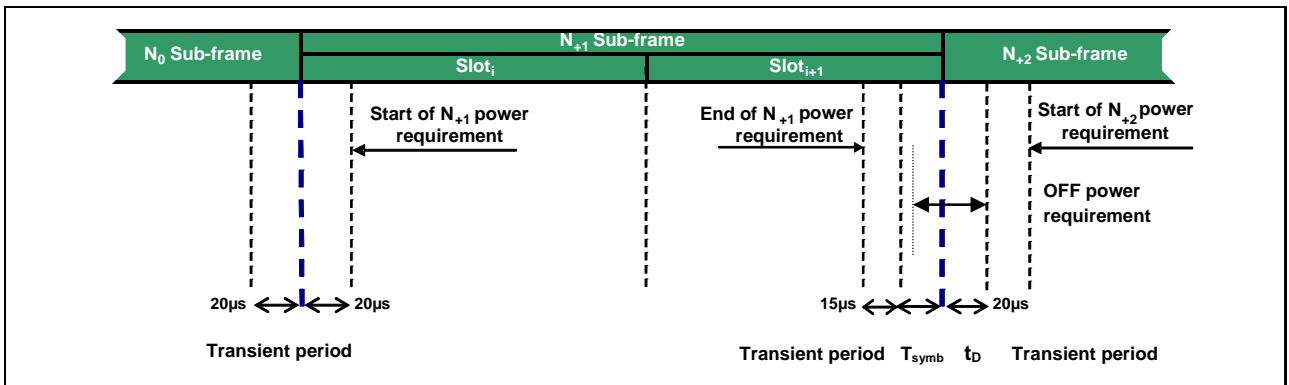 N+1 Sub-frame
N0 Sub-frame
N+2 Sub-frame
Sloti
Sloti+1
Start of N+1 power
requirement
End of N+1 power
requirement
Start of N+2 power
requirement
OFF power
requirement
20µs
20µs
15µs
20µs
Transient period
Transient period
Tsymb
tD
Transient period